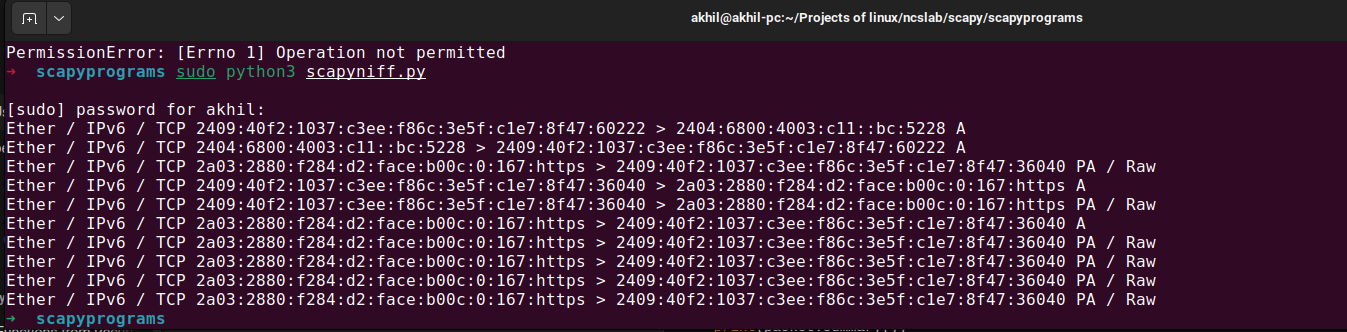 akhil@akhil-pc:~/Projects of linux/ncslab/scapy/scapyprograms
PermissionError: [Errno 1] Operation not permitted
➜ scapyprograms sudo python3 scapyniff.py
[sudo] password for akhil:
Ether / IPv6 / TCP 2409:40f2:1037:c3ee:f86c:3e5f:c1e7:8f47:60222 > 2404:6800:4003:c11::bc:5228 A
Ether / IPv6 / TCP 2404:6800:4003:c11::bc:5228 > 2409:40f2:1037:c3ee:f86c:3e5f:c1e7:8f47:60222 A
Ether / IPv6 / TCP 2a03:2880:f284:d2:face:b00c:0:167:https > 2409:40f2:1037:c3ee:f86c:3e5f:c1e7:8f47:36040 PA / Raw
Ether / IPv6 / TCP 2409:40f2:1037:c3ee:f86c:3e5f:c1e7:8f47:36040 > 2a03:2880:f284:d2:face:b00c:0:167:https A
Ether / IPv6 / TCP 2409:40f2:1037:c3ee:f86c:3e5f:c1e7:8f47:36040 > 2a03:2880:f284:d2:face:b00c:0:167:https PA / Raw
Ether / IPv6 / TCP 2a03:2880:f284:d2:face:b00c:0:167:https > 2409:40f2:1037:c3ee:f86c:3e5f:c1e7:8f47:36040 A
Ether / IPv6 / TCP 2a03:2880:f284:d2:face:b00c:0:167:https > 2409:40f2:1037:c3ee:f86c:3e5f:c1e7:8f47:36040 PA / Raw
Ether / IPv6 / TCP 2a03:2880:f284:d2:face:b00c:0:167:https > 2409:40f2:1037:c3ee:f86c:3e5f:c1e7:8f47:36040 PA / Raw
Ether / IPv6 / TCP 2a03:2880:f284:d2:face:b00c:0:167:https > 2409:40f2:1037:c3ee:f86c:3e5f:c1e7:8f47:36040 PA / Raw
Ether / IPv6 / TCP 2a03:2880:f284:d2:face:b00c:0:167:https > 2409:40f2:1037:c3ee:f86c:3e5f:c1e7:8f47:36040 PA / Raw
➜ scapyprograms